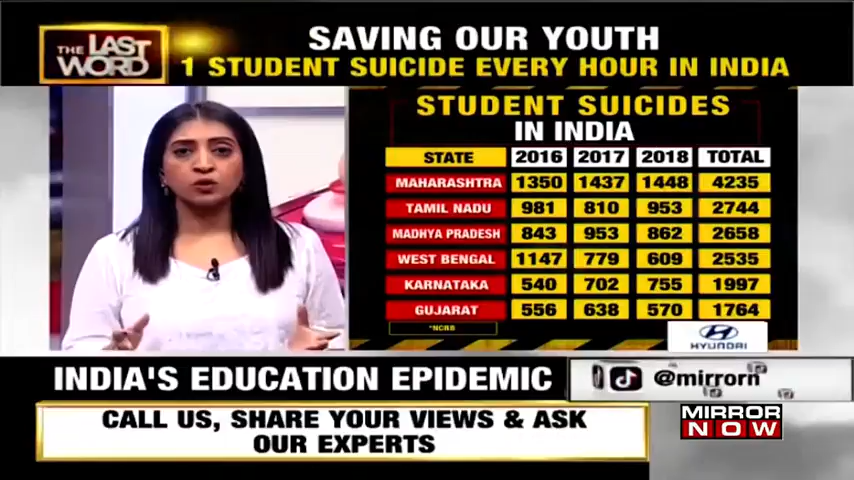 THE LAST WORD
SAVING OUR YOUTH
1 STUDENT SUICIDE EVERY HOUR IN INDIA
STUDENT SUICIDES
IN INDIA
STATE 2016 2017 2018 TOTAL
MAHARASHTRA 1350 1437 1448 4235
TAMIL NADU 981 810 953 2744
MADHYA PRADESH 843 953 862 2658
WEST BENGAL 1147 779 609 2535
KARNATAKA 540 702 755 1997
GUJARAT 556 638 570 1764
*NCRB
HYUNDAI
INDIA'S EDUCATION EPIDEMIC
@mirrorn
CALL US, SHARE YOUR VIEWS & ASK
OUR EXPERTS
MIRROR
NOW